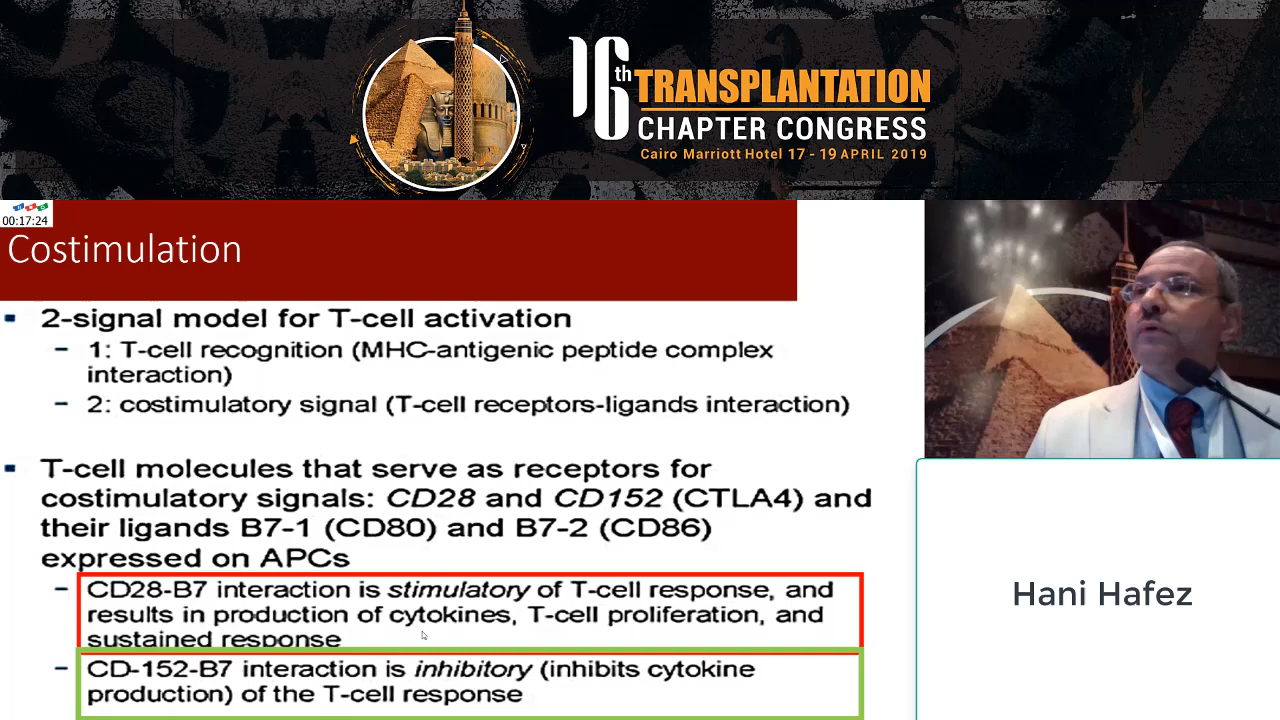 16th TRANSPLANTATION
CHAPTER CONGRESS
Cairo Marriott Hotel 17 - 19 APRIL 2019
00:17:24
Costimulation
2-signal model for T-cell activation
– 1: T-cell recognition (MHC-antigenic peptide complex
interaction)
– 2: costimulatory signal (T-cell receptors-ligands interaction)
T-cell molecules that serve as receptors for
costimulatory signals: CD28 and CD152 (CTLA4) and
their ligands B7-1 (CD80) and B7-2 (CD86)
expressed on APCs
– CD28-B7 interaction is stimulatory of T-cell response, and
results in production of cytokines, T-cell proliferation, and
sustained response
– CD-152-B7 interaction is inhibitory (inhibits cytokine
production) of the T-cell response
Hani Hafez